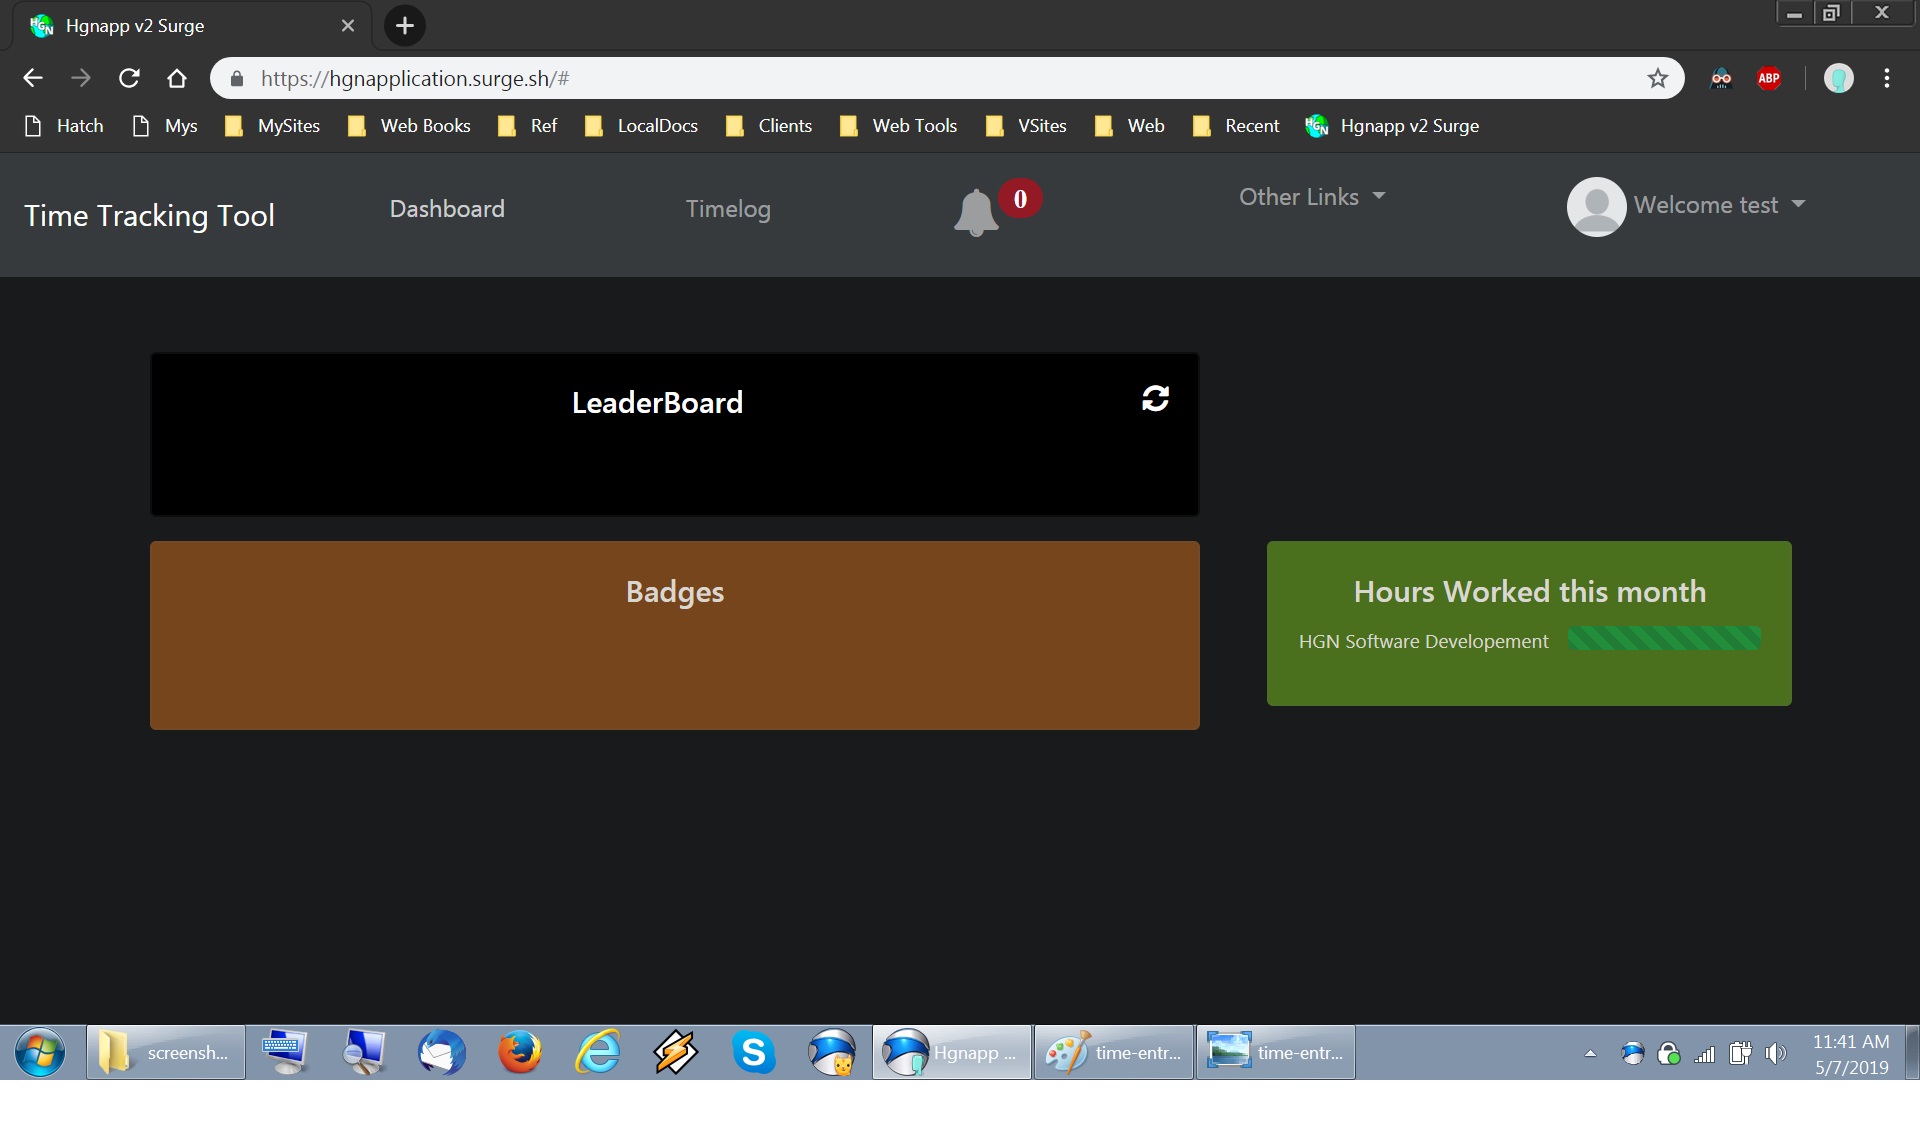 Hgnapp v2 Surge
https://hgnapplication.surge.sh/#
ABP
Hatch Mys MySites Web Books Ref LocalDocs Clients Web Tools VSites Web Recent Hgnapp v2 Surge
Time Tracking Tool Dashboard Timelog 0 Other Links Welcome test
LeaderBoard
Badges
Hours Worked this month
HGN Software Developement
screensh... Hgnapp ... time-entr... time-entr... 11:41 AM
5/7/2019